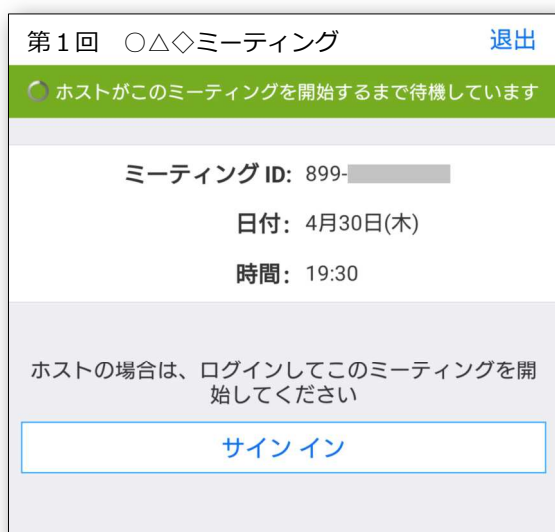 第1回 ○△◇ミーティング 退出
ホストがこのミーティングを開始するまで待機しています
ミーティング ID: 899-
日付: 4月30日(木)
時間: 19:30
ホストの場合は、ログインしてこのミーティングを開
始してください
サイン イン